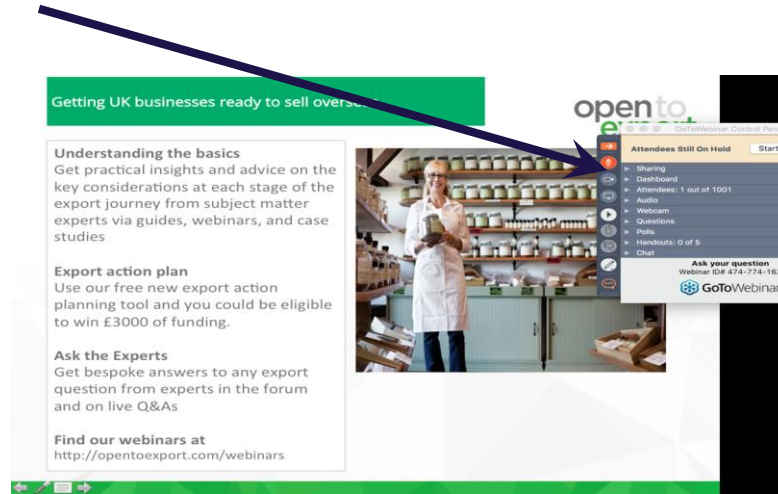 Getting UK businesses ready to sell
open to
Understanding the basics
Get practical insights and advice on the
key considerations at each stage of the
export journey from subject matter
experts via guides, webinars, and case
studies
Export action plan
Use our free new export action
planning tool and you could be eligible
to win £3000 of funding.
Ask the Experts
Get bespoke answers to any export
question from experts in the forum
and on live Q&As
Find our webinars at
http://opentoexport.com/webinars
GoToWebinar Control
Attendees Still On Hold
Start
Sharing
Dashboard
Attendees: 1 out of 1001
Audio
Webcam
Questions
Polls
Handouts: 0 of 5
Chat
Ask your question
Webinar ID# 474-774-16
GoToWebinar